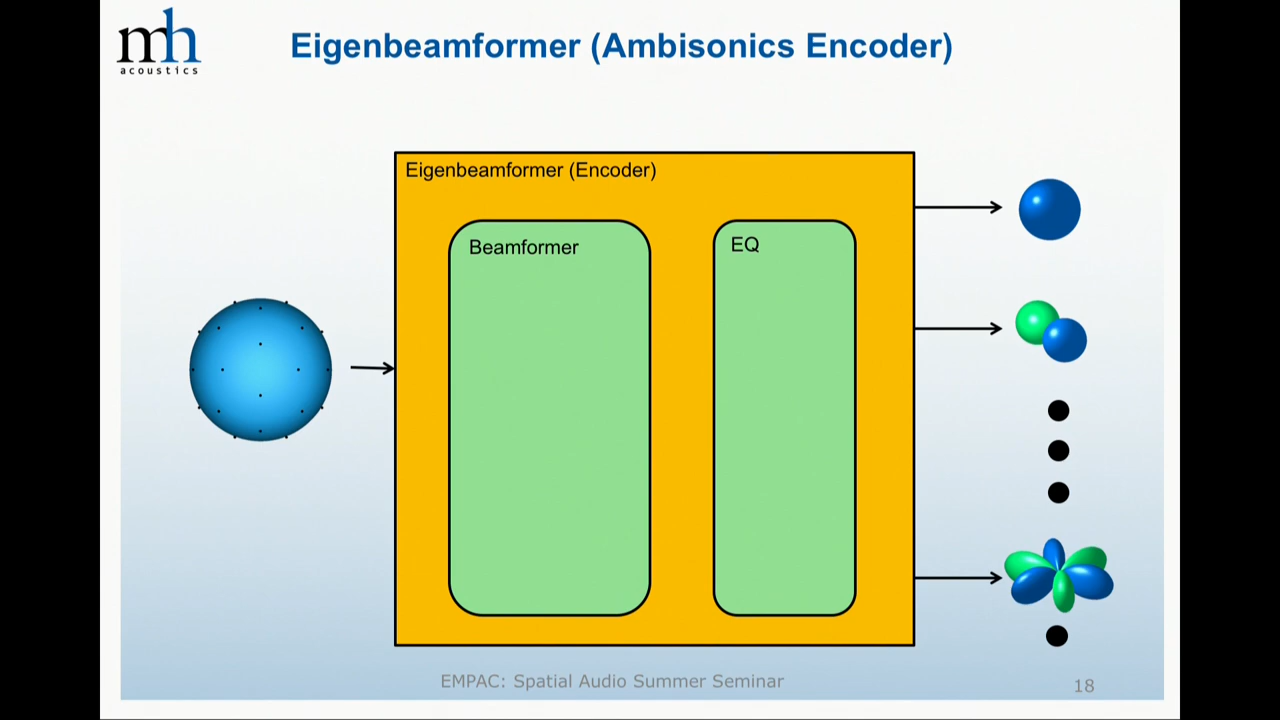 mh
acoustics
Eigenbeamformer (Ambisonics Encoder)
Eigenbeamformer (Encoder)
Beamformer
EQ
EMPAC: Spatial Audio Summer Seminar
18